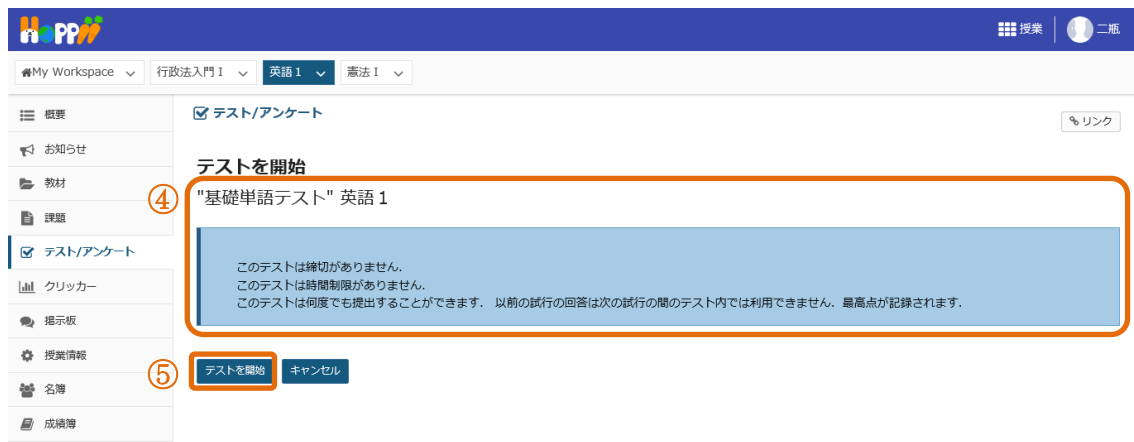 HoPPii
授業
二瓶
My Workspace
行政法入門 I
英語 1
憲法 I
概要
テスト/アンケート
リンク
お知らせ
テストを開始
教材
④
"基礎単語テスト" 英語 1
課題
テスト/アンケート
このテストは締切がありません.
このテストは時間制限がありません.
クリッカー
このテストは何度でも提出することができます. 以前の試行の回答は次の試行の間のテスト内では利用できません. 最高点が記録されます.
掲示板
授業情報
⑤
テストを開始
キャンセル
名簿
成績簿